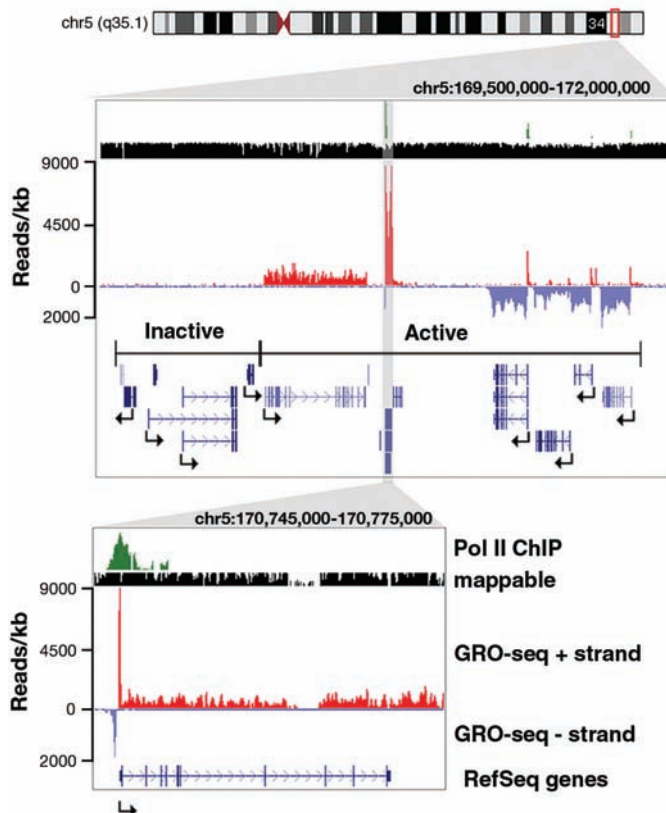 chr5 (q35.1)
34
chr5:169,500,000-172,000,000
9000
4500
0
2000
Reads/kb
Inactive
Active
chr5:170,745,000-170,775,000
Pol II ChIP
mappable
9000
4500
0
2000
Reads/kb
GRO-seq + strand
GRO-seq - strand
RefSeq genes